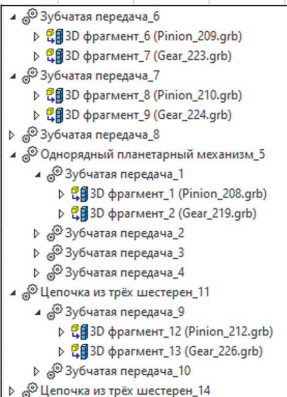 Зубчатая передача_6
3D фрагмент_6 (Pinion_209.grb)
3D фрагмент_7 (Gear_223.grb)
Зубчатая передача_7
3D фрагмент_8 (Pinion_210.grb)
3D фрагмент_9 (Gear_224.grb)
Зубчатая передача_8
Однорядный планетарный механизм_5
Зубчатая передача_1
3D фрагмент_1 (Pinion_208.grb)
3D фрагмент_2 (Gear_219.grb)
Зубчатая передача_2
Зубчатая передача_3
Зубчатая передача_4
Цепочка из трёх шестерен_11
Зубчатая передача_9
3D фрагмент_12 (Pinion_212.grb)
3D фрагмент_13 (Gear_226.grb)
Зубчатая передача_10
Цепочка из трёх шестерен_14